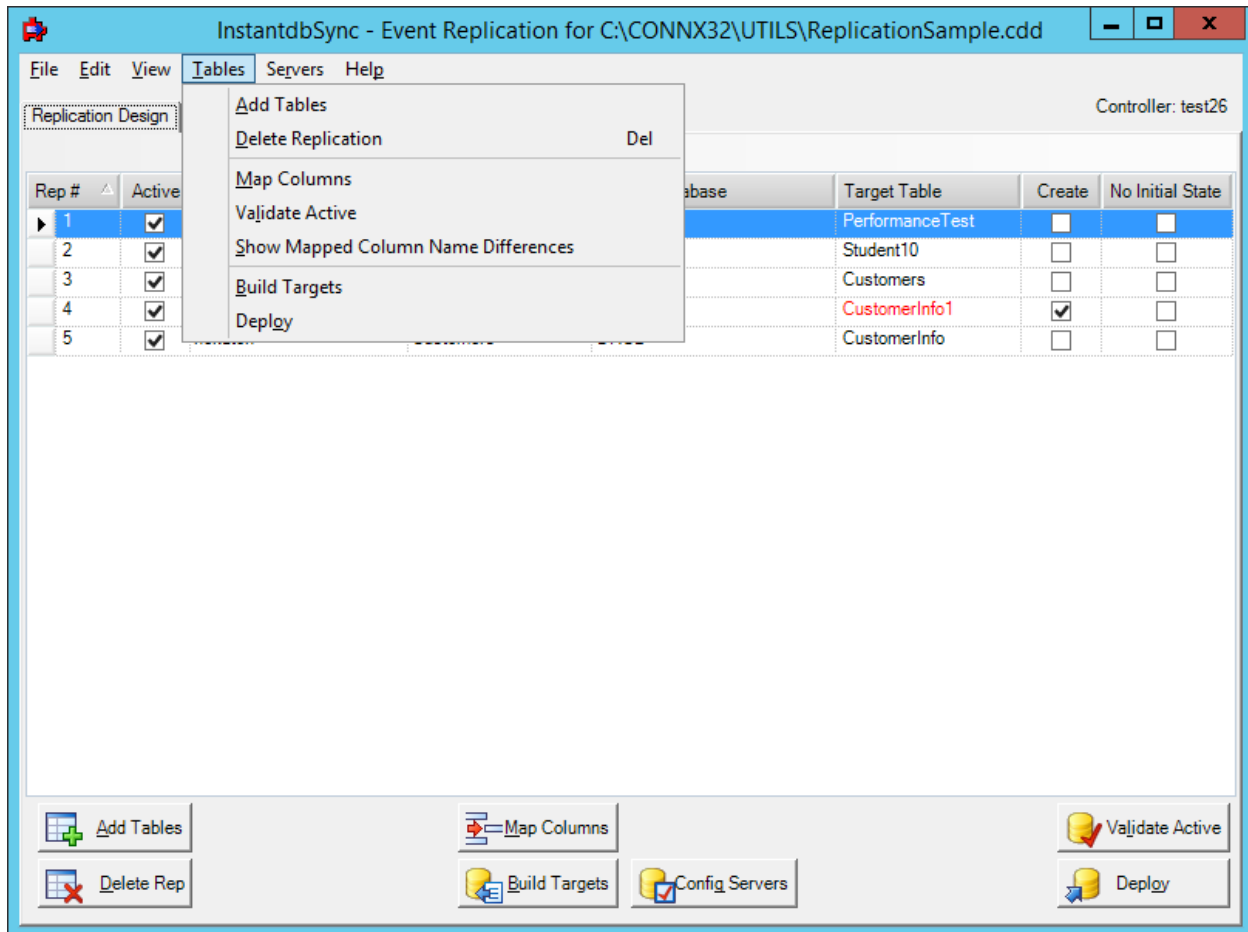 InstantdbSync - Event Replication for C:\CONNX32\UTILS\ReplicationSample.cdd
File Edit View Tables Servers Help
Replication Design
Controller: test26
Add Tables
Delete Replication Del
Map Columns
Validate Active
Show Mapped Column Name Differences
Build Targets
Deploy
Rep # Active Target Table Create No Initial State
1 PerformanceTest
2 Student10
3 Customers
4 CustomerInfo1
5 CustomerInfo
Add Tables Map Columns Validate Active
Delete Rep Build Targets Config Servers Deploy